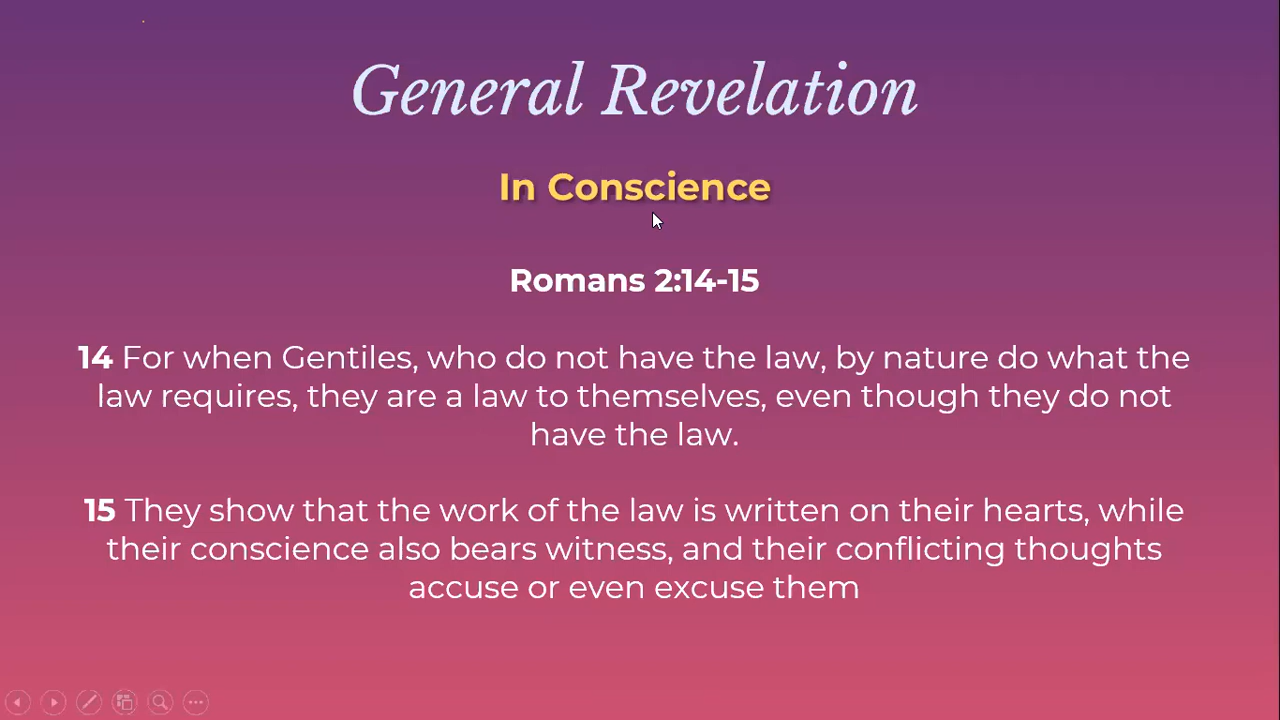 General Revelation
In Conscience
Romans 2:14-15
14 For when Gentiles, who do not have the law, by nature do what the
law requires, they are a law to themselves, even though they do not
have the law.
15 They show that the work of the law is written on their hearts, while
their conscience also bears witness, and their conflicting thoughts
accuse or even excuse them